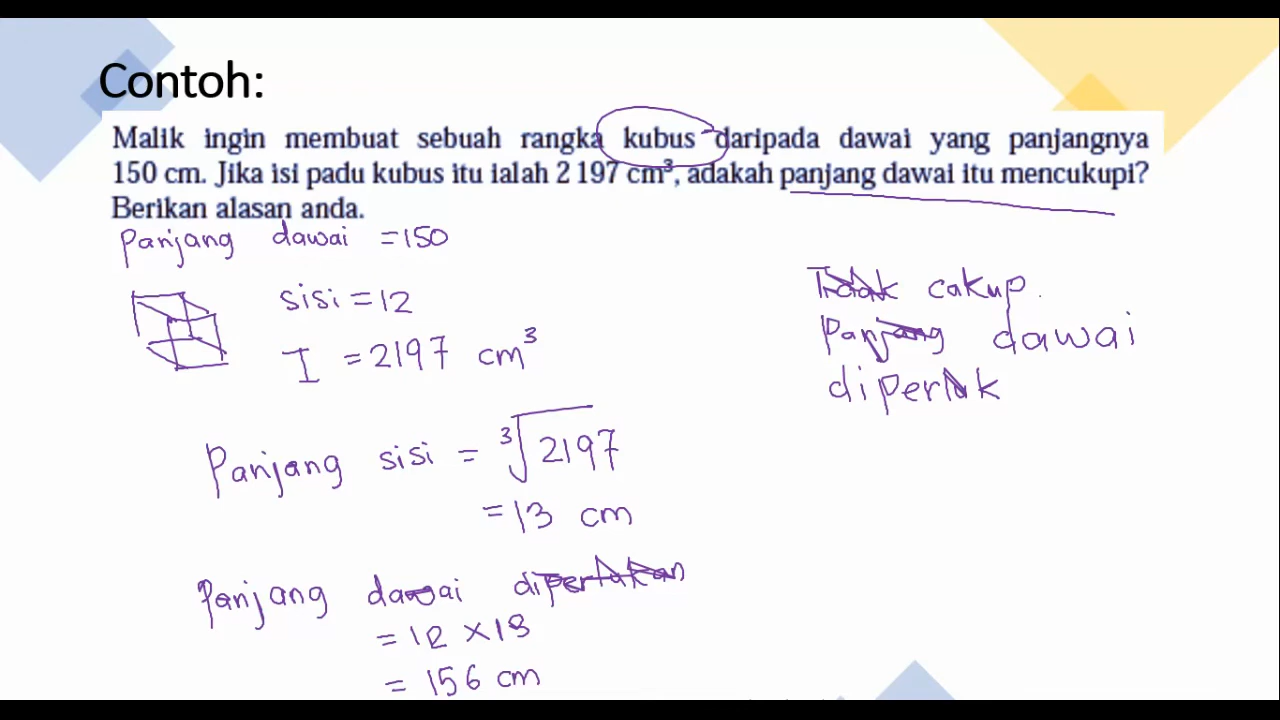 Contoh:
Malik ingin membuat sebuah rangka kubus daripada dawai yang panjangnya
150 cm. Jika isi padu kubus itu ialah 2 197 cm³, adakah panjang dawai itu mencukupi?
Berikan alasan anda.
Panjang dawai = 150
sisi = 12
I = 2197 cm³
Panjang sisi = ³√2197
= 13 cm
Panjang dawai diperlukan
= 12 × 13
= 156 cm
Tidak cakup.
Panjang dawai
diperluk